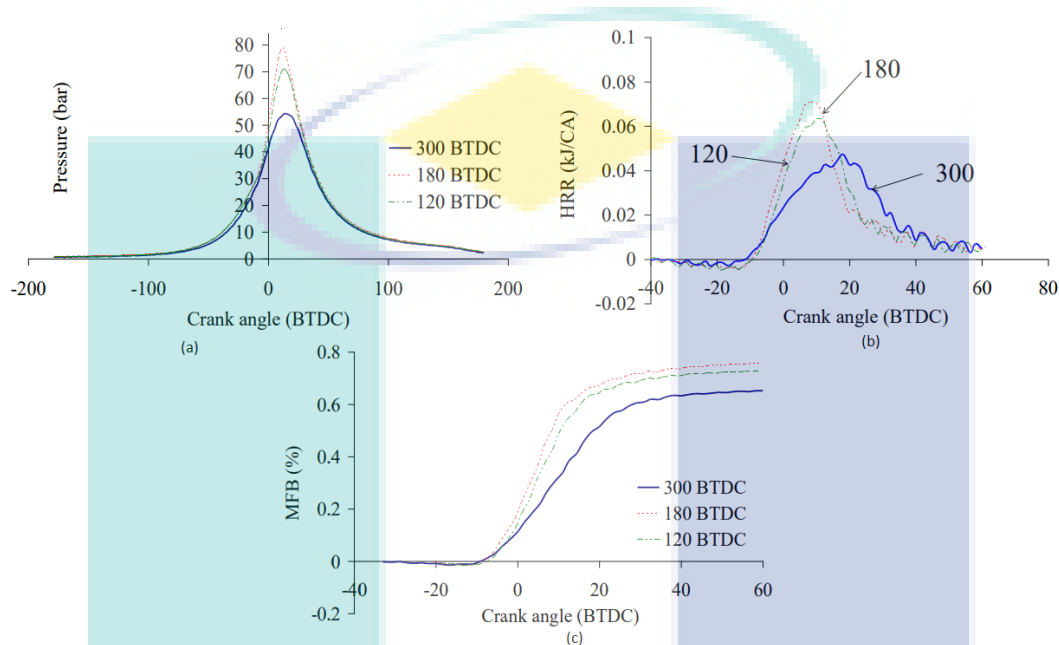 80
70
60
50
40
30
20
10
0
Pressure (bar)
-200
-100
0
100
200
Crank angle (BTDC)
300 BTDC
180 BTDC
120 BTDC
(a)
0.1
0.08
0.06
0.04
0.02
0
-0.02
HRR (kJ/CA)
180
120
300
-40
-20
0
20
40
60
80
Crank angle (BTDC)
(b)
0.8
0.6
0.4
0.2
0
-0.2
MFB (%)
300 BTDC
180 BTDC
120 BTDC
-40
-20
0
20
40
60
Crank angle (BTDC)
(c)